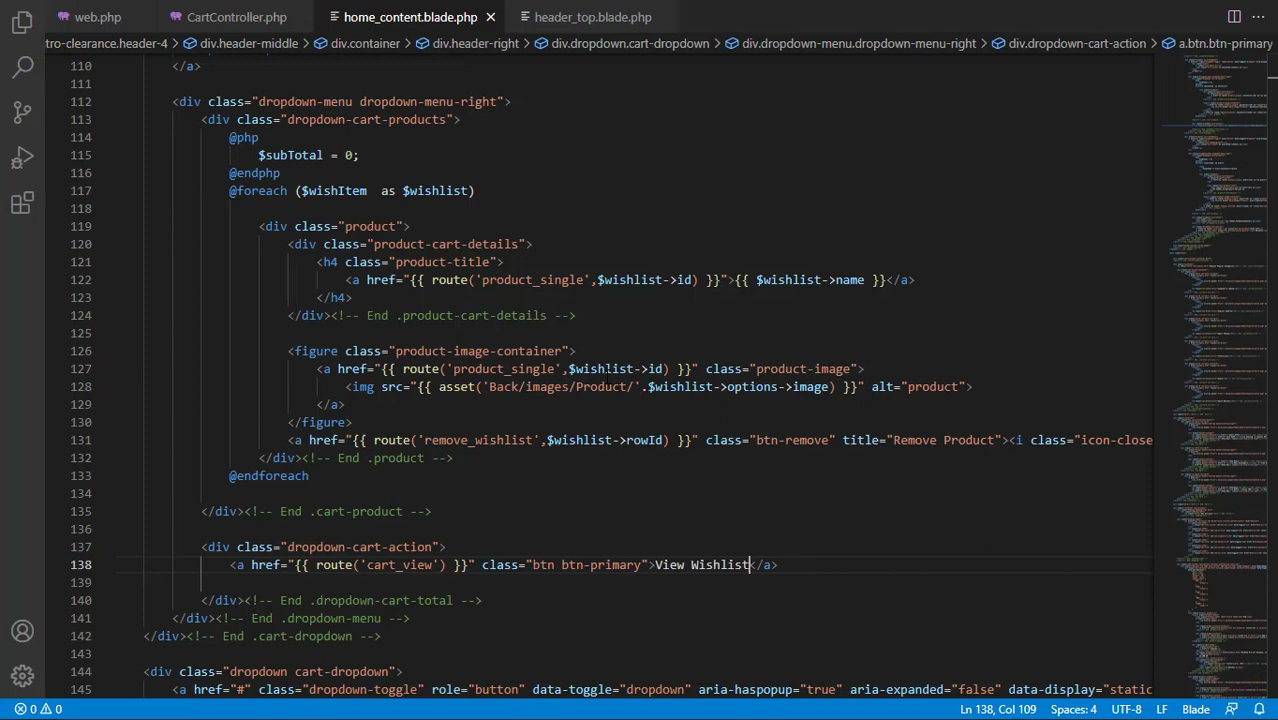 web.php CartController.php home_content.blade.php header_top.blade.php
tro-clearance.header-4 > div.header-middle > div.container > div.header-right > div.dropdown.cart-dropdown > div.dropdown-menu.dropdown-menu-right > div.dropdown-cart-action > a.btn.btn-primary
110 </a>
111
112 <div class="dropdown-menu dropdown-menu-right">
113 <div class="dropdown-cart-products">
114 @php
115 $subTotal = 0;
116 @endphp
117 @foreach ($wishItem  as $wishlist)
118
119 <div class="product">
120 <div class="product-cart-details">
121 <h4 class="product-title">
122 <a href="{{ route('product_single',$wishlist->id) }}">{{ $wishlist->name }}</a>
123 </h4>
124 </div><!-- End .product-cart-details -->
125
126 <figure class="product-image-container">
127 <a href="{{ route('product_single',$wishlist->id) }}" class="product-image">
128 <img src="{{ asset('Back/images/Product/'.$wishlist->options->image) }}" alt="product">
129 </a>
130 </figure>
131 <a href="{{ route('remove_wishlist',$wishlist->rowId) }}" class="btn-remove" title="Remove Product"><i class="icon-close
132 </div><!-- End .product -->
133 @endforeach
134
135 </div><!-- End .cart-product -->
136
137 <div class="dropdown-cart-action">
138 <a href="{{ route('cart_view') }}" class="btn btn-primary">View Wishlist</a>
139
140 </div><!-- End .dropdown-cart-total -->
141 </div><!-- End .dropdown-menu -->
142 </div><!-- End .cart-dropdown -->
143
144 <div class="dropdown cart-dropdown">
145 <a href="#" class="dropdown-toggle" role="button" data-toggle="dropdown" aria-haspopup="true" aria-expanded="false" data-display="static
0 0 Ln 138, Col 109 Spaces: 4 UTF-8 LF Blade